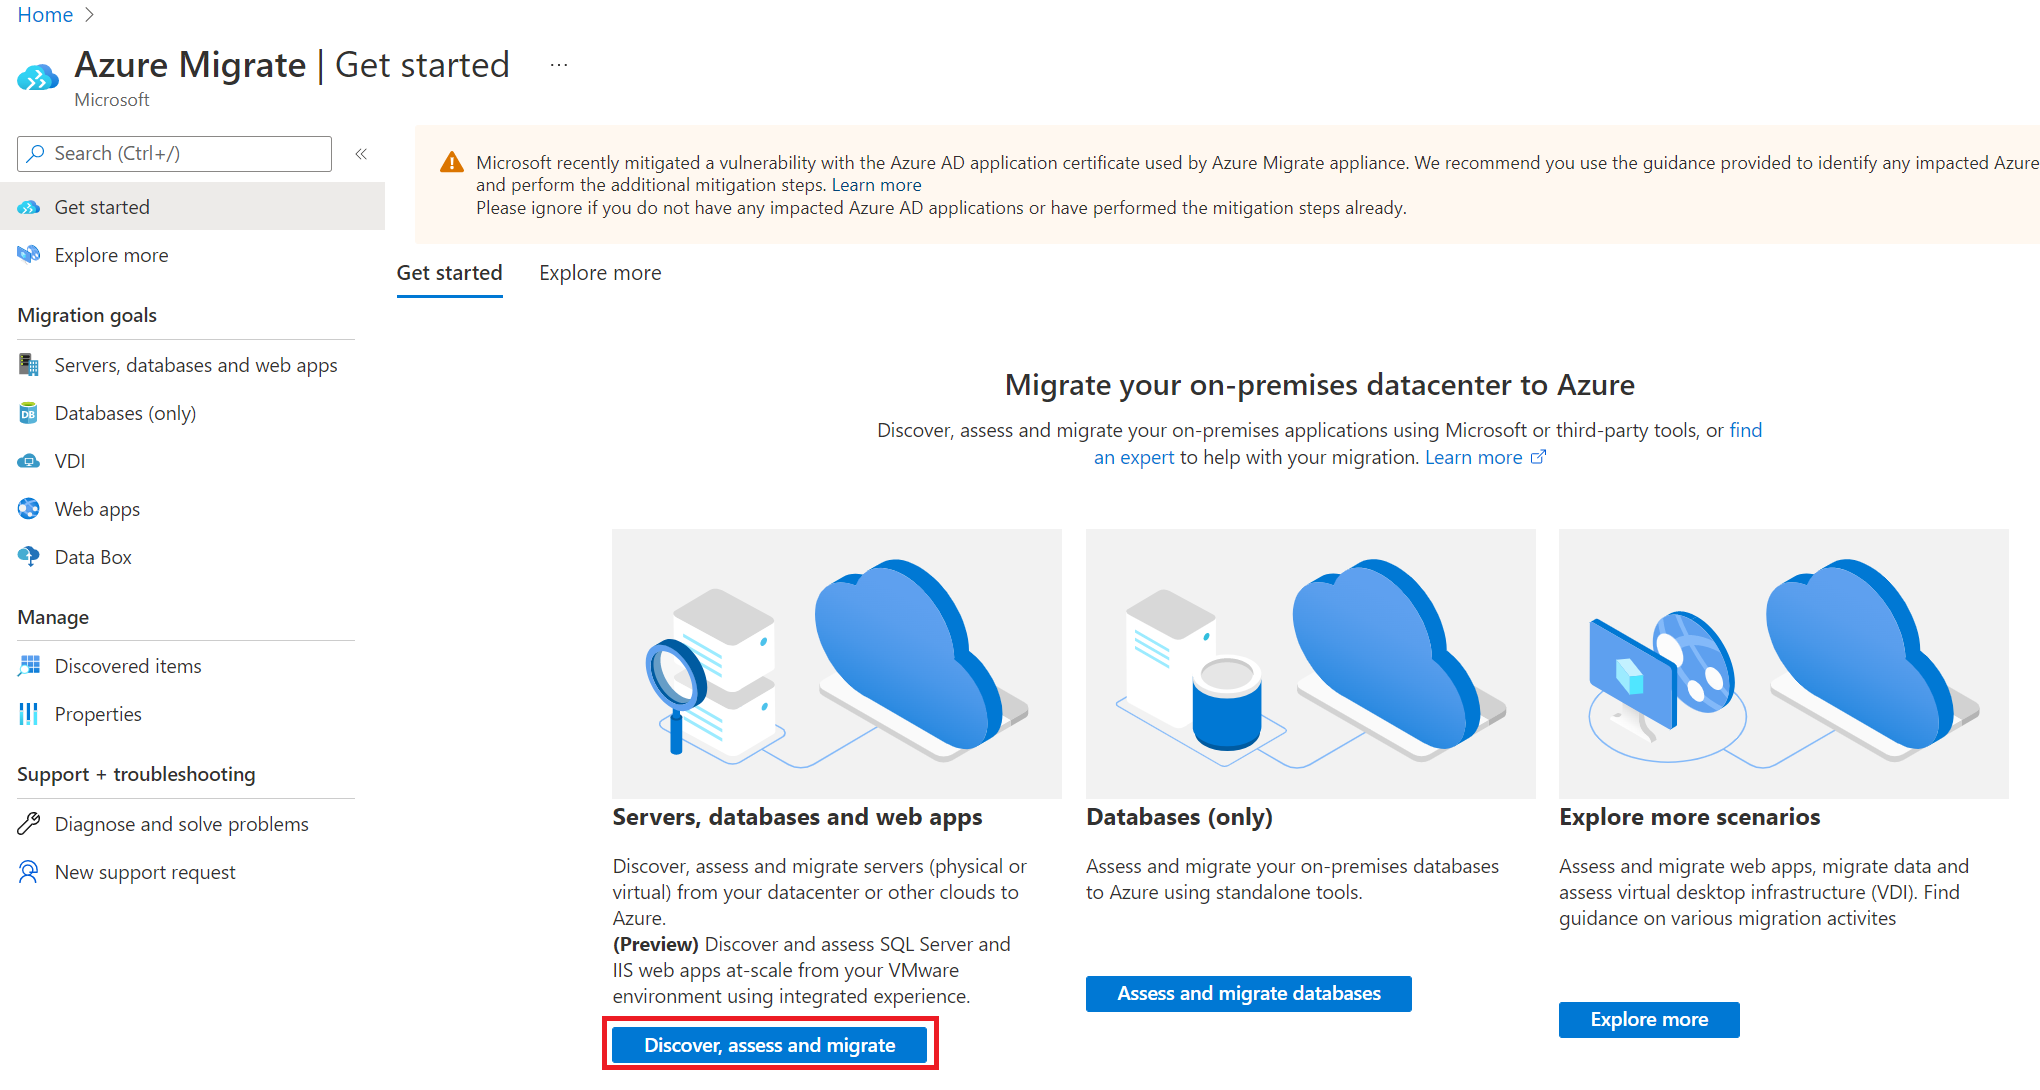 Home
Azure Migrate | Get started ...
Microsoft
Search (Ctrl+/)
Get started
Explore more
Migration goals
Servers, databases and web apps
Databases (only)
VDI
Web apps
Data Box
Manage
Discovered items
Properties
Support + troubleshooting
Diagnose and solve problems
New support request
Microsoft recently mitigated a vulnerability with the Azure AD application certificate used by Azure Migrate appliance. We recommend you use the guidance provided to identify any impacted Azure
and perform the additional mitigation steps. Learn more
Please ignore if you do not have any impacted Azure AD applications or have performed the mitigation steps already.
Get started Explore more
Migrate your on-premises datacenter to Azure
Discover, assess and migrate your on-premises applications using Microsoft or third-party tools, or find
an expert to help with your migration. Learn more
Servers, databases and web apps
Discover, assess and migrate servers (physical or
virtual) from your datacenter or other clouds to
Azure.
(Preview) Discover and assess SQL Server and
IIS web apps at-scale from your VMware
environment using integrated experience.
Discover, assess and migrate
Databases (only)
Assess and migrate your on-premises databases
to Azure using standalone tools.
Assess and migrate databases
Explore more scenarios
Assess and migrate web apps, migrate data and
assess virtual desktop infrastructure (VDI). Find
guidance on various migration activites
Explore more